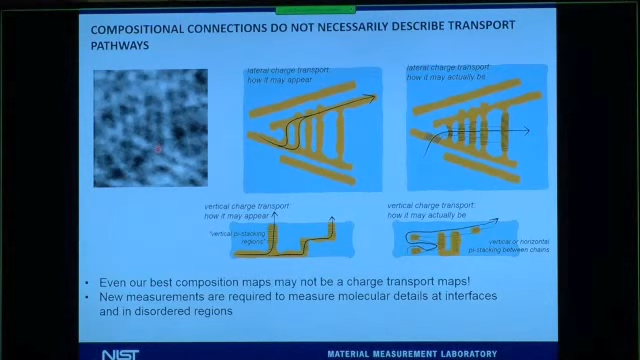 COMPOSITIONAL CONNECTIONS DO NOT NECESSARILY DESCRIBE TRANSPORT
PATHWAYS
lateral charge transport:
how it may appear
lateral charge transport:
how it may actually be
vertical charge transport:
how it may appear
"vertical pi-stacking
regions"
vertical charge transport:
how it may actually be
vertical or horizontal
pi-stacking between chains
• Even our best composition maps may not be a charge transport maps!
• New measurements are required to measure molecular details at interfaces
and in disordered regions
NIST
MATERIAL MEASUREMENT LABORATORY